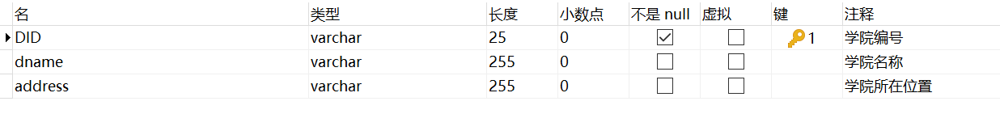 名 类型 长度 小数点 不是 null 虚拟 键 注释
DID varchar 25 0 1 学院编号
dname varchar 255 0 学院名称
address varchar 255 0 学院所在位置